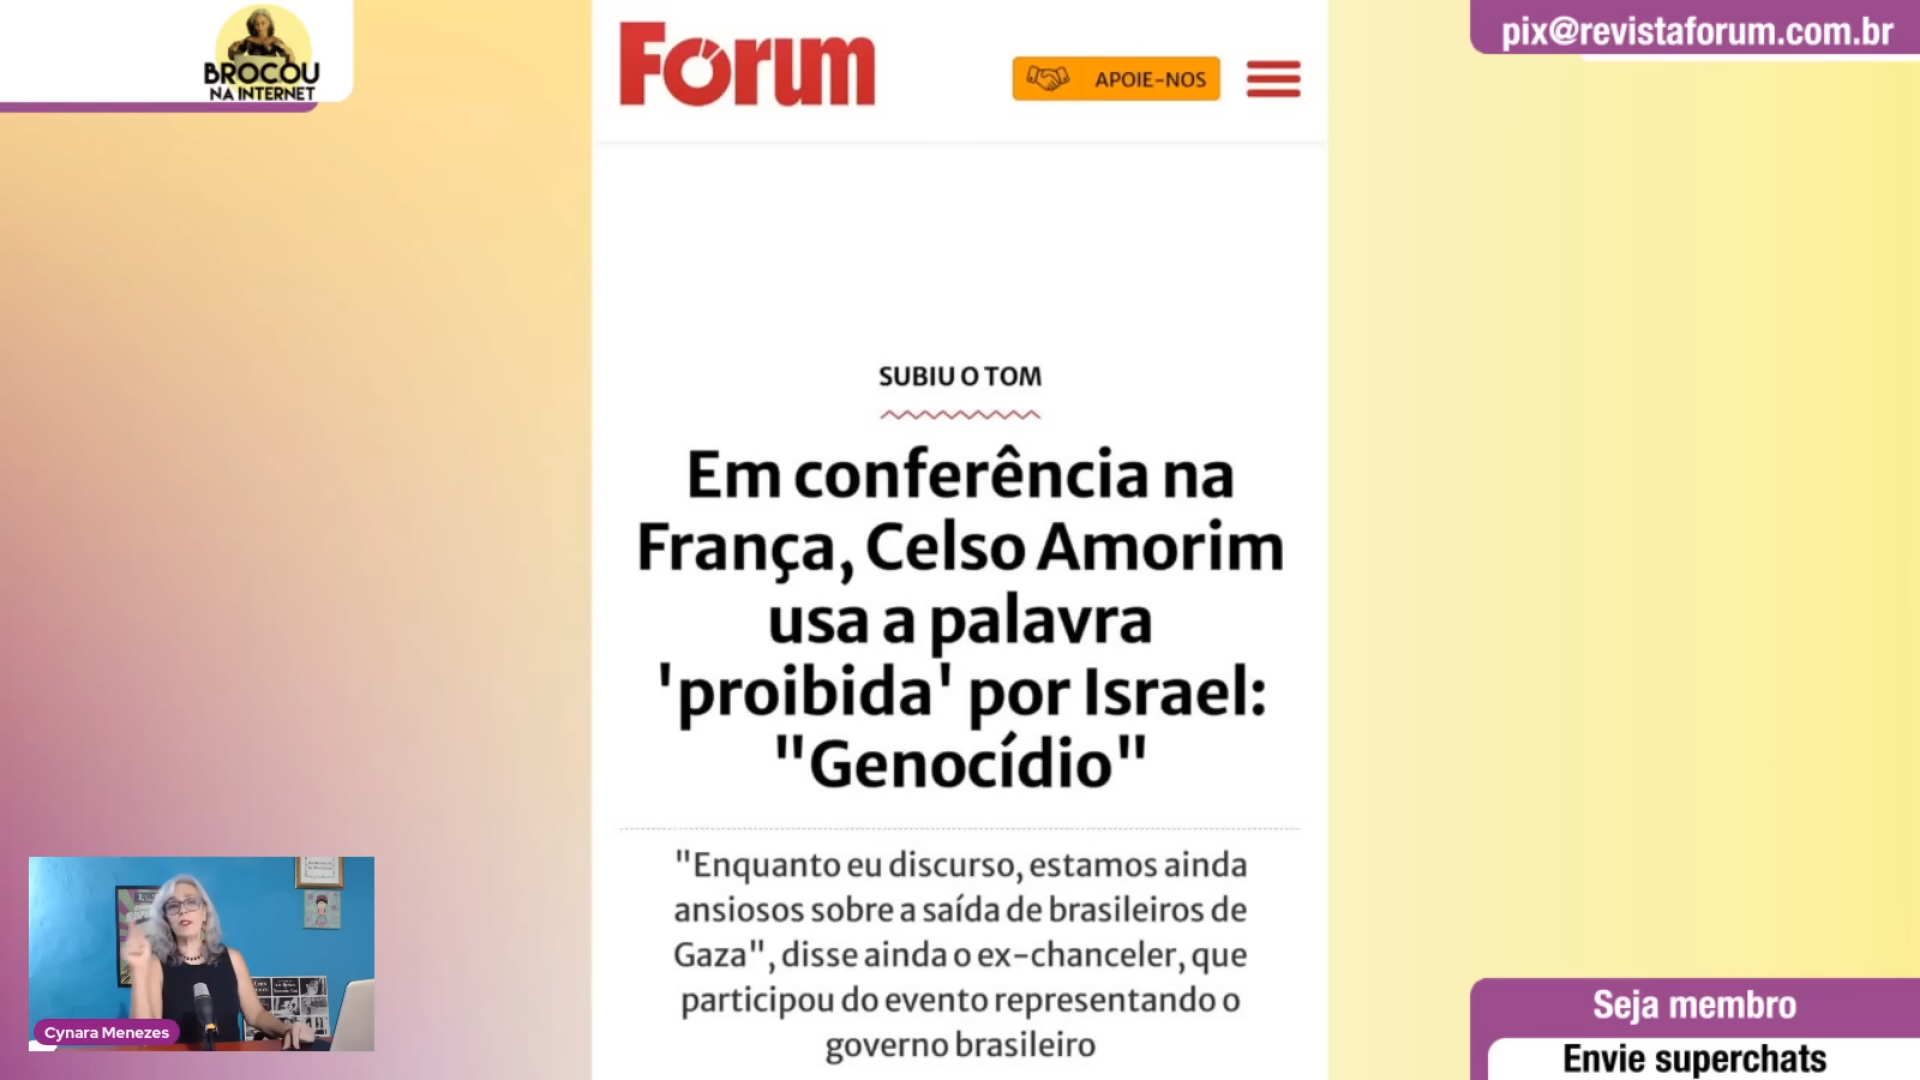 BROCOU
NA INTERNET
Forum
APOIE-NOS
pix@revistaforum.com.br
SUBIU O TOM
Em conferência na
França, Celso Amorim
usa a palavra
'proibida' por Israel:
"Genocídio"
"Enquanto eu discurso, estamos ainda
ansiosos sobre a saída de brasileiros de
Gaza", disse ainda o ex-chanceler, que
participou do evento representando o
governo brasileiro
Cynara Menezes
Seja membro
Envie superchats